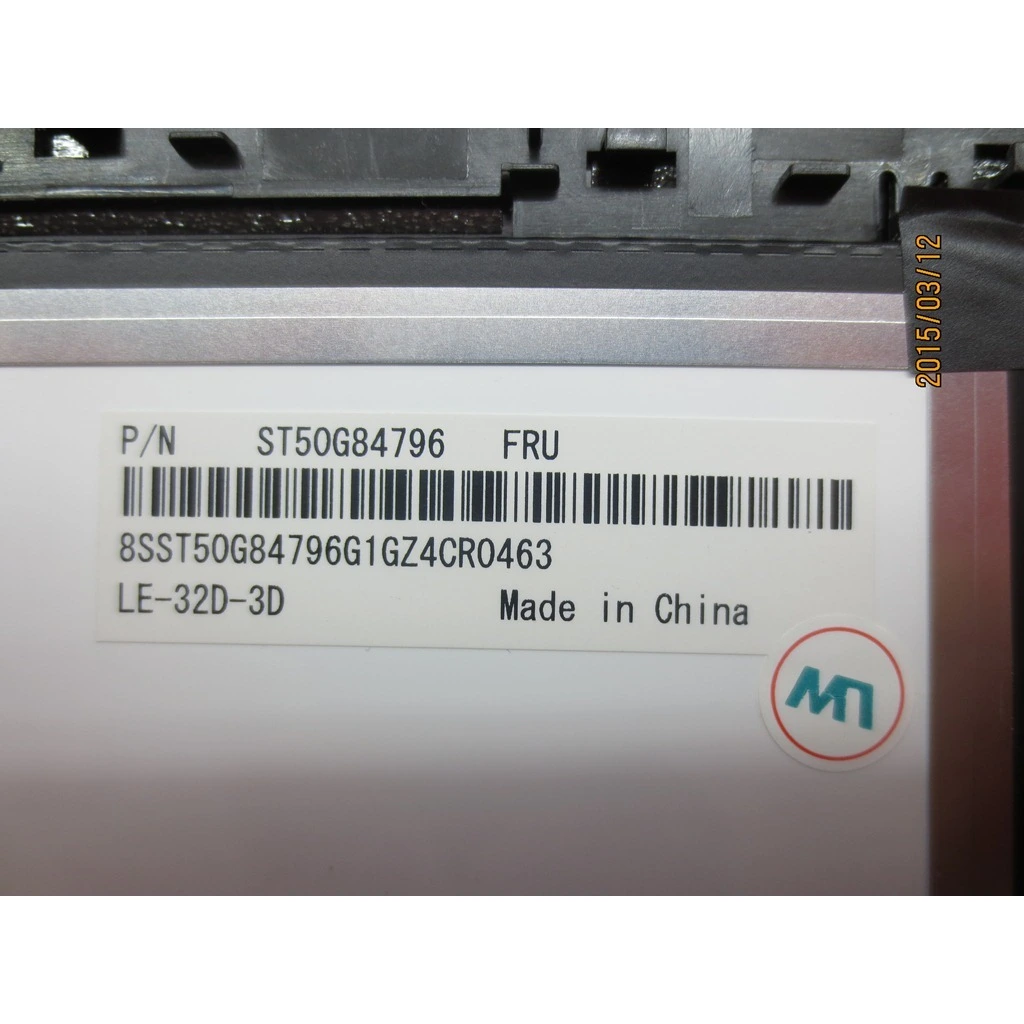 2015/03/12
P/N ST50G84796 FRU
8SST50G84796G1GZ4CR0463
LE-32D-3D Made in China